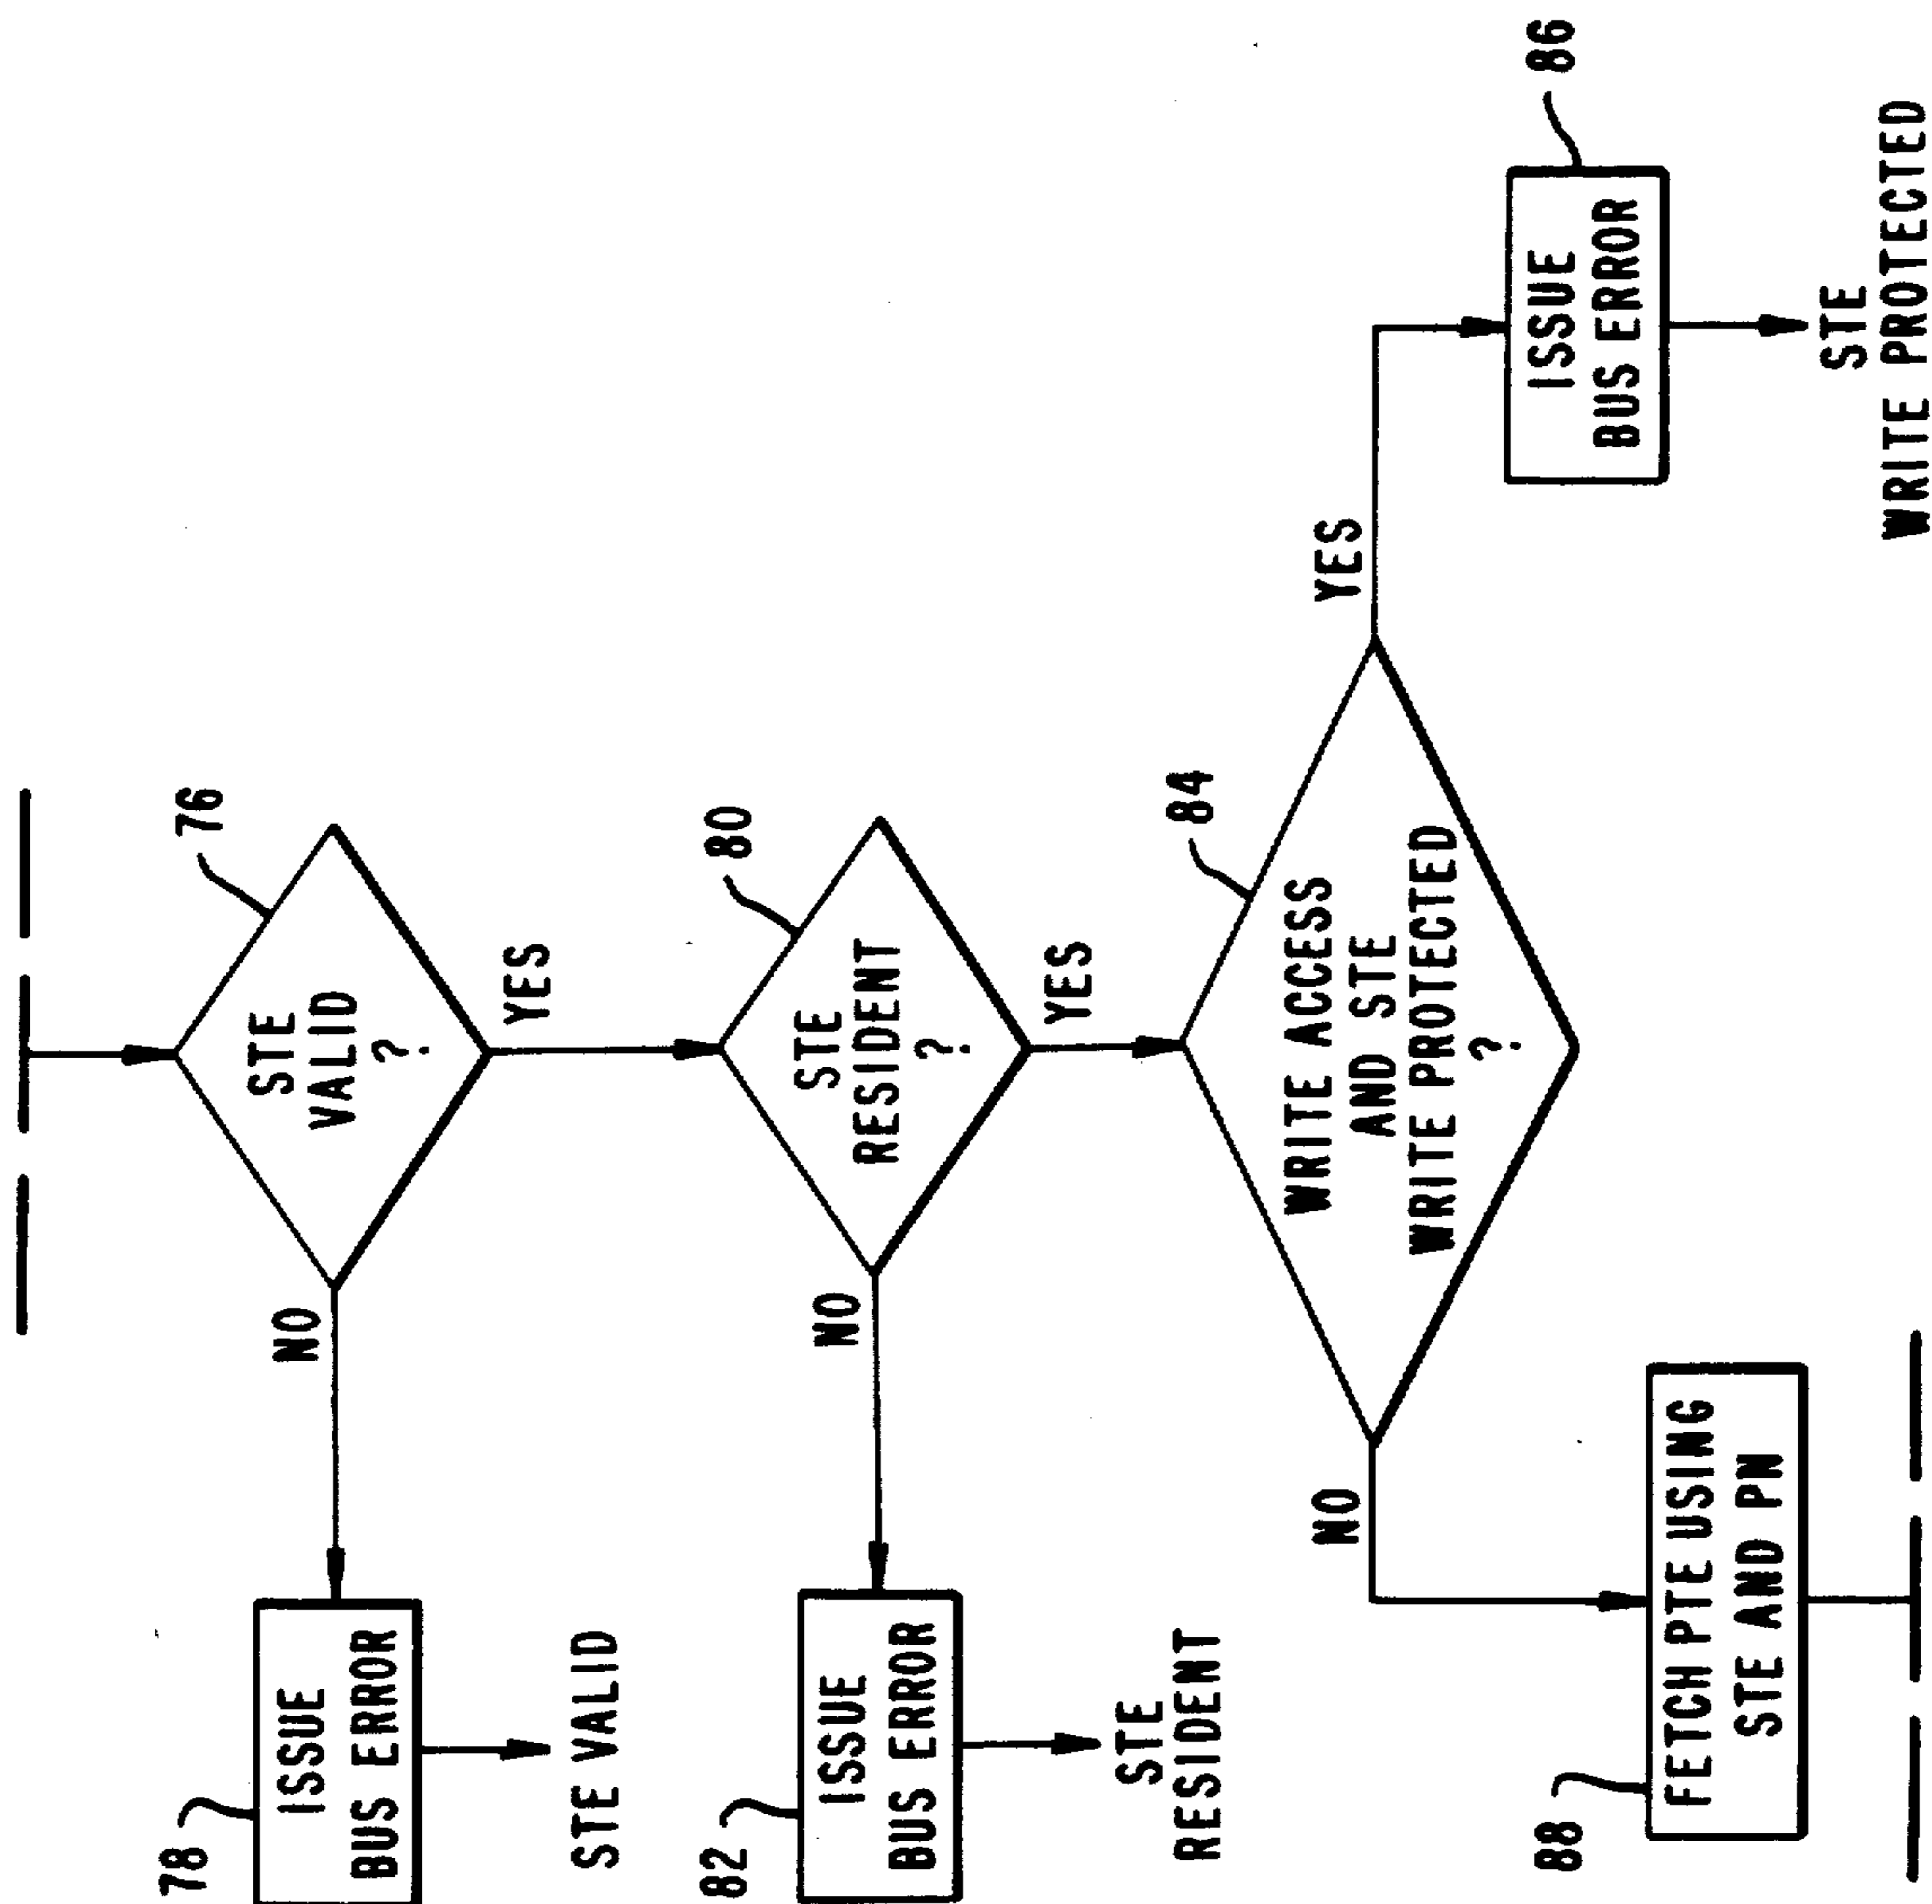 76
STE
VALID
?
NO
YES
78
ISSUE
BUS ERROR
STE VALID
80
STE
RESIDENT
?
NO
YES
82
ISSUE
BUS ERROR
STE
RESIDENT
84
WRITE ACCESS
AND STE
WRITE PROTECTED
?
NO
YES
86
ISSUE
BUS ERROR
STE
WRITE PROTECTED
88
FETCH PTE USING
STE AND PN